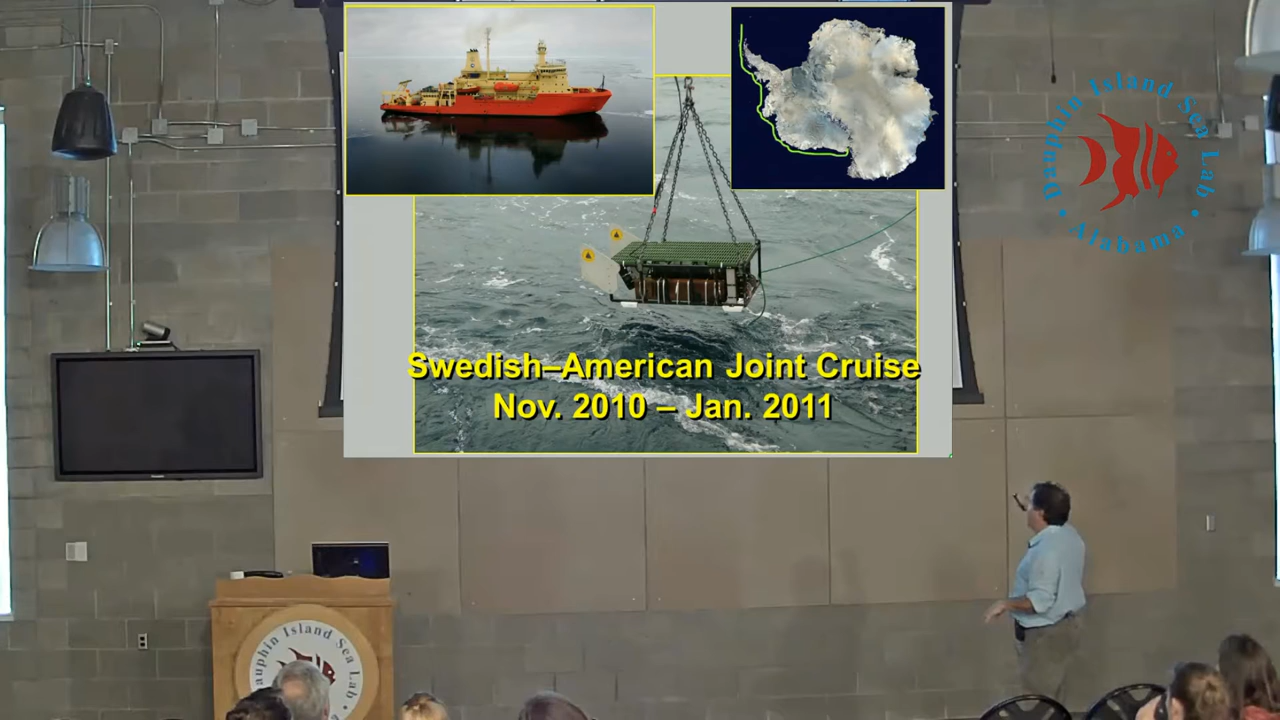 Swedish–American Joint Cruise
Nov. 2010 – Jan. 2011
Dauphin Island Sea Lab
• Alabama •
Dauphin Island Sea Lab